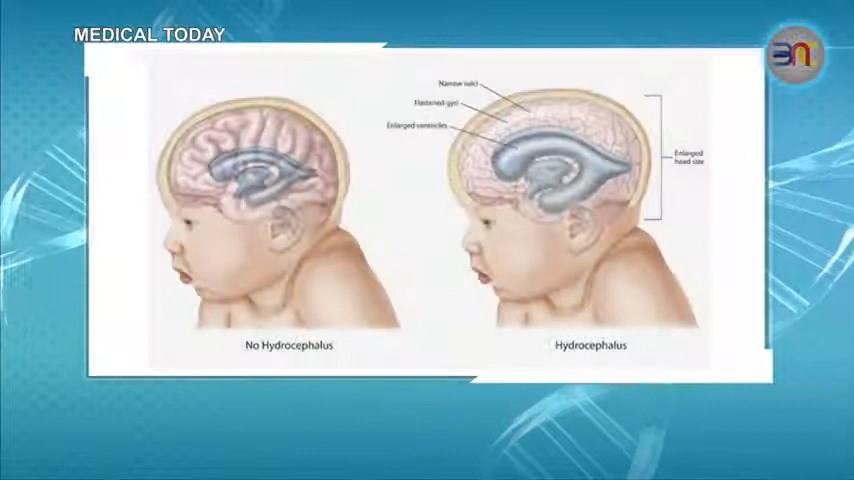 MEDICAL TODAY
Narrow sulci
Flattened gyri
Enlarged ventricles
Enlarged
head size
No Hydrocephalus
Hydrocephalus